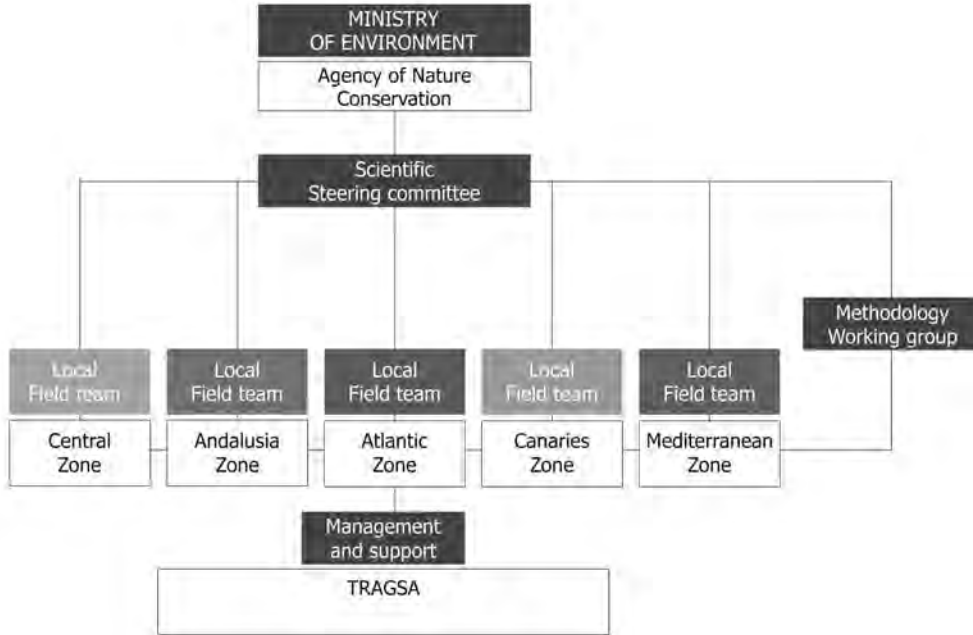 MINISTRY
OF ENVIRONMENT
Agency of Nature
Conservation
Scientific
Steering committee
Methodology
Working group
Local
Field team
Local
Field team
Local
Field team
Local
Field team
Local
Field team
Central
Zone
Andalusia
Zone
Atlantic
Zone
Canaries
Zone
Mediterranean
Zone
Management
and support
TRAGSA